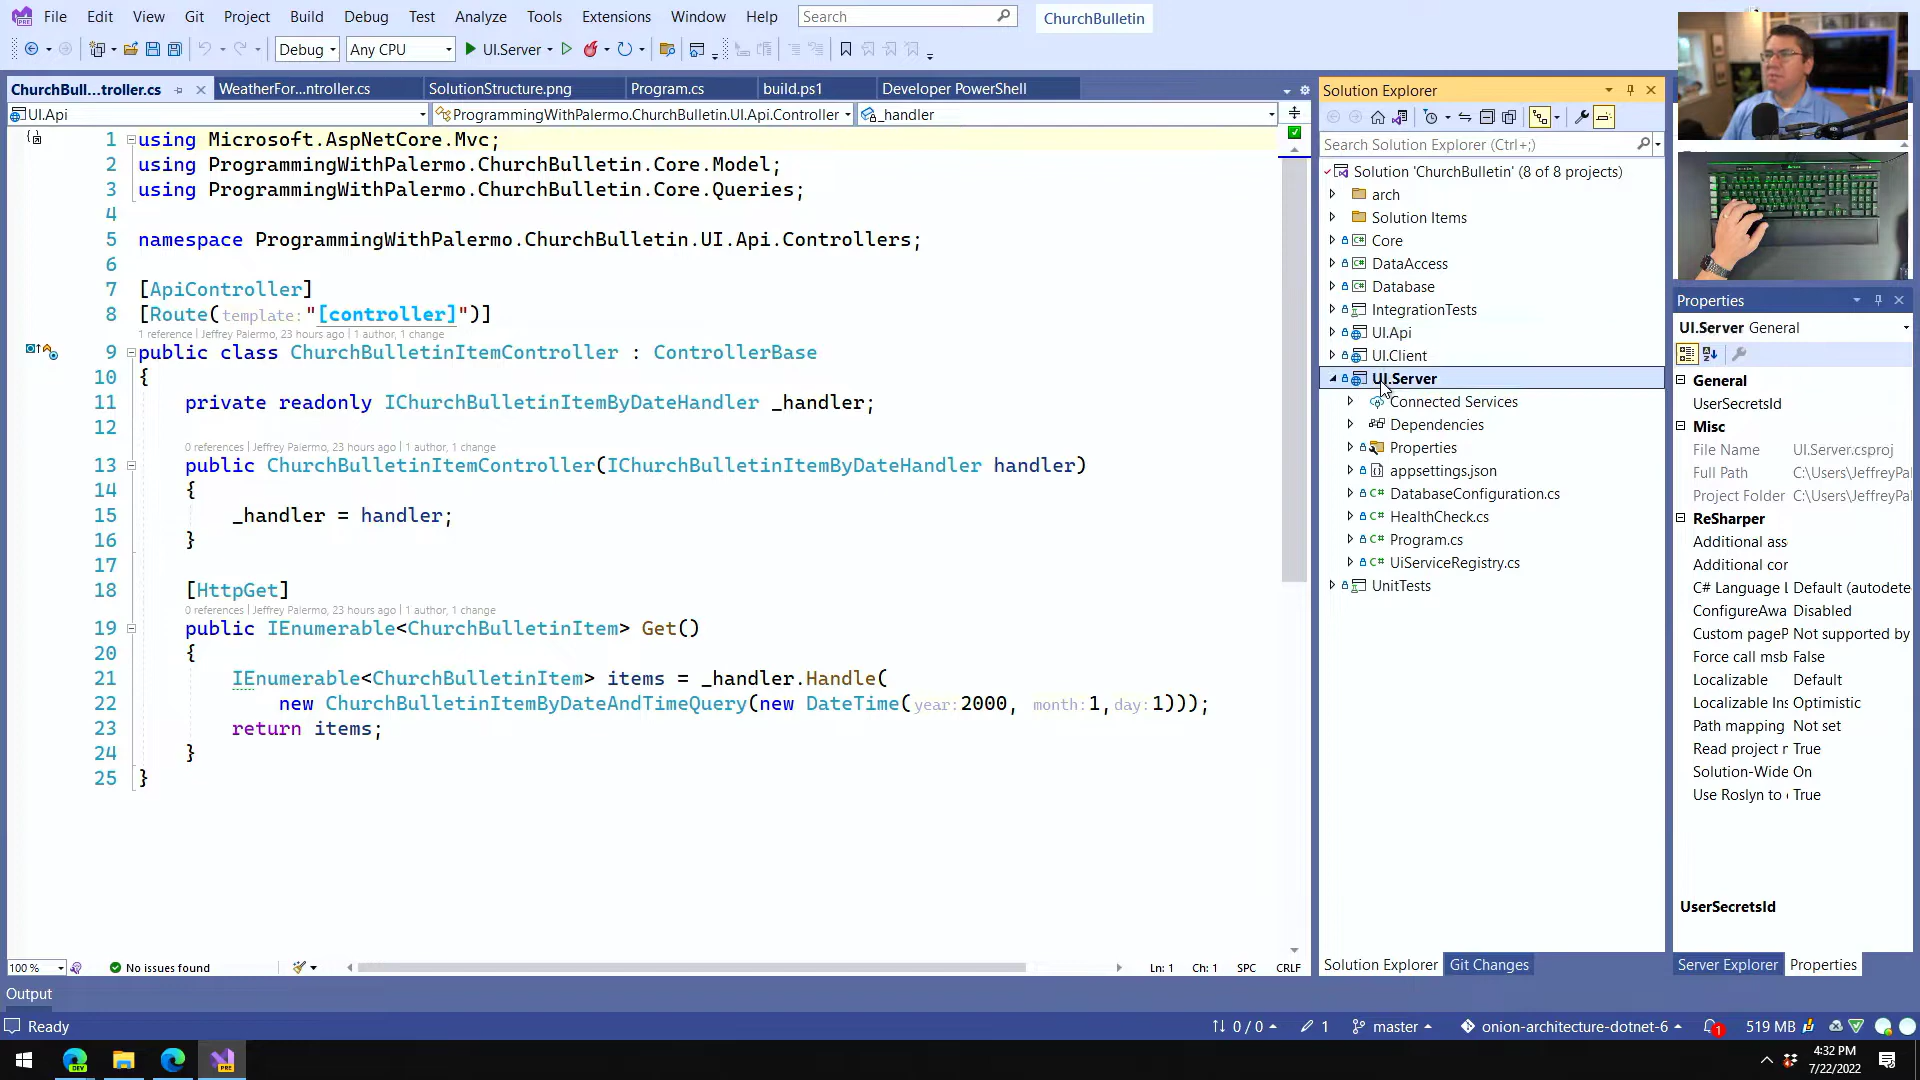 File Edit View Git Project Build Debug Test Analyze Tools Extensions Window Help Search ChurchBulletin
Debug Any CPU UI.Server
ChurchBull...troller.cs WeatherFor...ntroller.cs SolutionStructure.png Program.cs build.ps1 Developer PowerShell
UI.Api ProgrammingWithPalermo.ChurchBulletin.UI.Api.Controller _handler
1 using Microsoft.AspNetCore.Mvc;
2 using ProgrammingWithPalermo.ChurchBulletin.Core.Model;
3 using ProgrammingWithPalermo.ChurchBulletin.Core.Queries;
4
5 namespace ProgrammingWithPalermo.ChurchBulletin.UI.Api.Controllers;
6
7 [ApiController]
8 [Route(template:"[controller]")]
1 reference | Jeffrey Palermo, 23 hours ago | 1 author, 1 change
9 public class ChurchBulletinItemController : ControllerBase
10 {
11 private readonly IChurchBulletinItemByDateHandler _handler;
12
0 references | Jeffrey Palermo, 23 hours ago | 1 author, 1 change
13 public ChurchBulletinItemController(IChurchBulletinItemByDateHandler handler)
14 {
15 _handler = handler;
16 }
17
18 [HttpGet]
0 references | Jeffrey Palermo, 23 hours ago | 1 author, 1 change
19 public IEnumerable<ChurchBulletinItem> Get()
20 {
21 IEnumerable<ChurchBulletinItem> items = _handler.Handle(
22 new ChurchBulletinItemByDateAndTimeQuery(new DateTime(year:2000, month:1,day:1)));
23 return items;
24 }
25 }
100 % No issues found Ln: 1 Ch: 1 SPC CRLF
Solution Explorer
Search Solution Explorer (Ctrl+;)
Solution 'ChurchBulletin' (8 of 8 projects)
arch
Solution Items
Core
DataAccess
Database
IntegrationTests
UI.Api
UI.Client
UI.Server
Connected Services
Dependencies
Properties
appsettings.json
DatabaseConfiguration.cs
HealthCheck.cs
Program.cs
UiServiceRegistry.cs
UnitTests
Solution Explorer Git Changes
Properties
UI.Server General
General
UserSecretsId
Misc
File Name UI.Server.csproj
Full Path C:\Users\JeffreyPal
Project Folder C:\Users\JeffreyPal
ReSharper
Additional ass
Additional cor
C# Language L Default (autodete
ConfigureAwa Disabled
Custom pageP Not supported by
Force call msb False
Localizable Default
Localizable Ins Optimistic
Path mapping Not set
Read project r True
Solution-Wide On
Use Roslyn to True
UserSecretsId
Server Explorer Properties
Output
Ready 0 / 0 1 master onion-architecture-dotnet-6 1 519 MB
DEV PRE 4:32 PM
7/22/2022